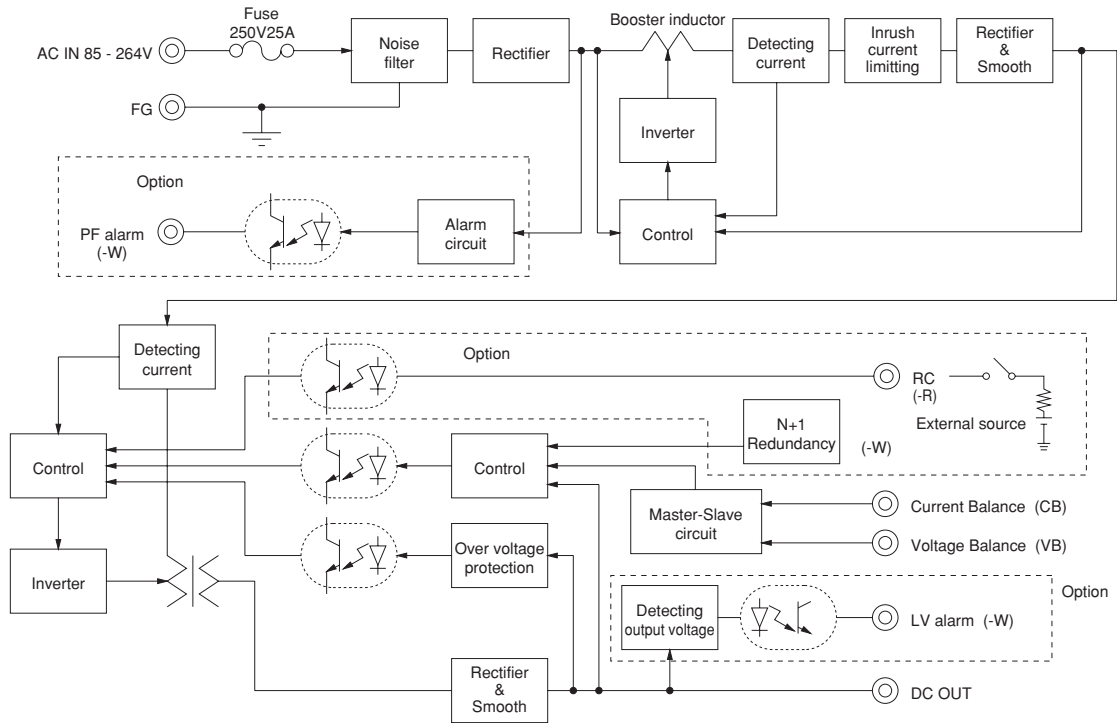 Fuse
250V25A
AC IN 85 - 264V
Noise
filter
Rectifier
Booster inductor
Detecting
current
Inrush
current
limitting
Rectifier
&
Smooth
FG
Inverter
Option
PF alarm
(-W)
Alarm
circuit
Control
Detecting
current
Option
RC
(-R)
External source
N+1
Redundancy
(-W)
Control
Control
Master-Slave
circuit
Current Balance (CB)
Voltage Balance (VB)
Inverter
Over voltage
protection
Option
Detecting
output voltage
LV alarm (-W)
Rectifier
&
Smooth
DC OUT